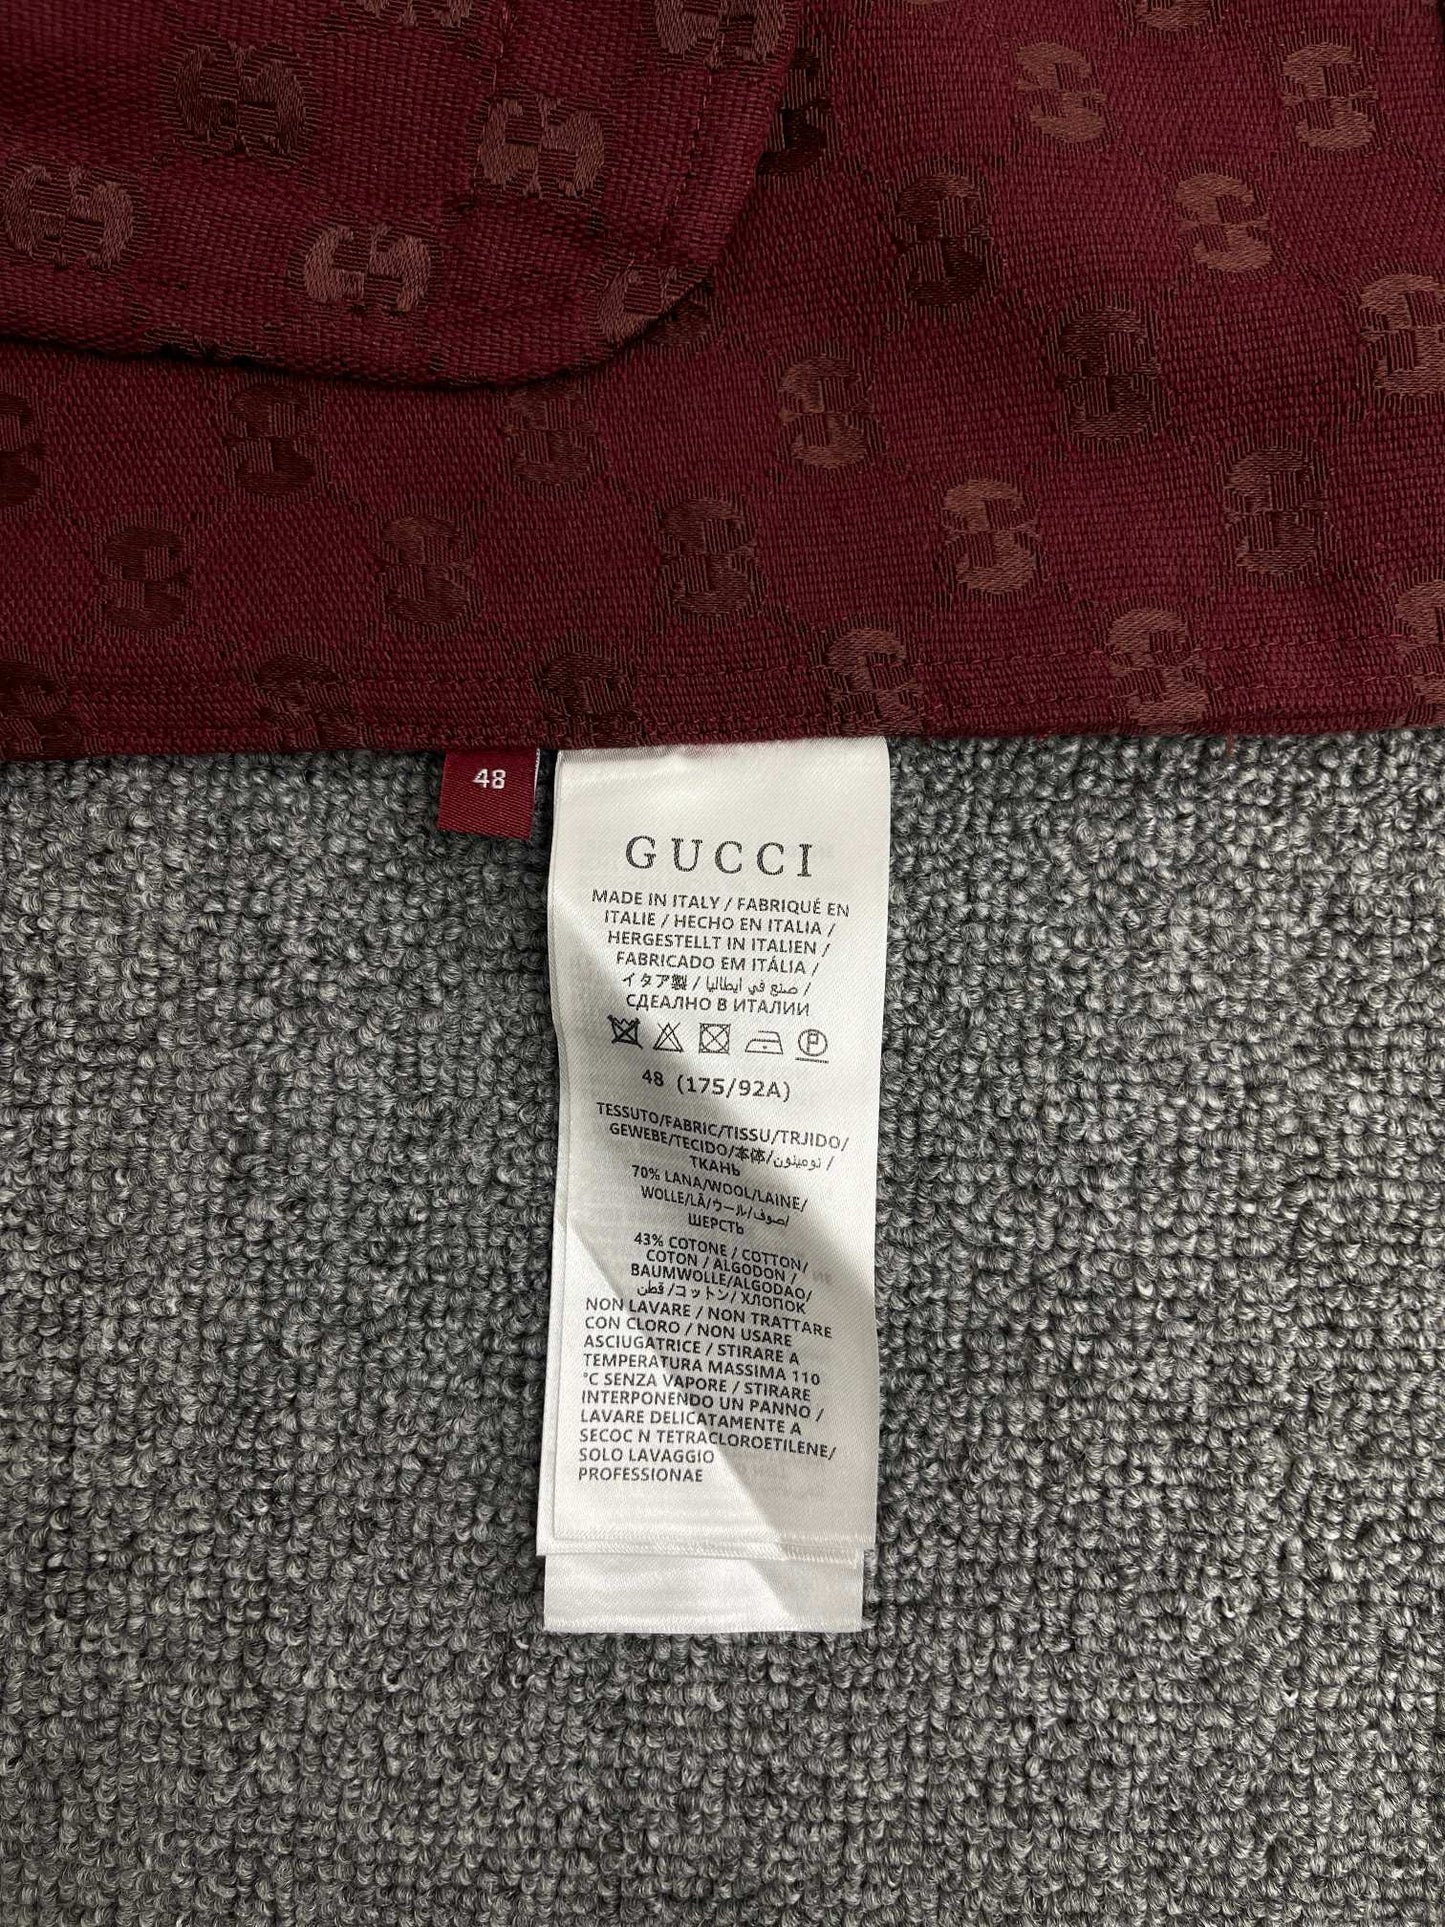 48
GUCCI
MADE IN ITALY / FABRIQUÉ EN
ITALIE / HECHO EN ITALIA /
HERGESTELLT IN ITALIEN /
FABRICADO EM ITÁLIA /
イタア製 / صنع في ايطاليا /
СДЕАЛНО В ИТАЛИИ
P
48 (175/92A)
TESSUTO/FABRIC/TISSU/TRJIDO/
GEWEBE/TECIDO/本体/نوميتون /
ТКАНЬ
70% LANA/WOOL/LAINE/
WOLLE/LÃ/ウール/صوف/
ШЕРСТЬ
43% COTONE / COTTON/
COTON / ALGODON /
BAUMWOLLE/ALGODAO/
قطن /コットン/ ХЛОПОК
NON LAVARE / NON TRATTARE
CON CLORO / NON USARE
ASCIUGATRICE / STIRARE A
TEMPERATURA MASSIMA 110
°C SENZA VAPORE / STIRARE
INTERPONENDO UN PANNO /
LAVARE DELICATAMENTE A
SECOC N TETRACLOROETILENE/
SOLO LAVAGGIO
PROFESSIONAE